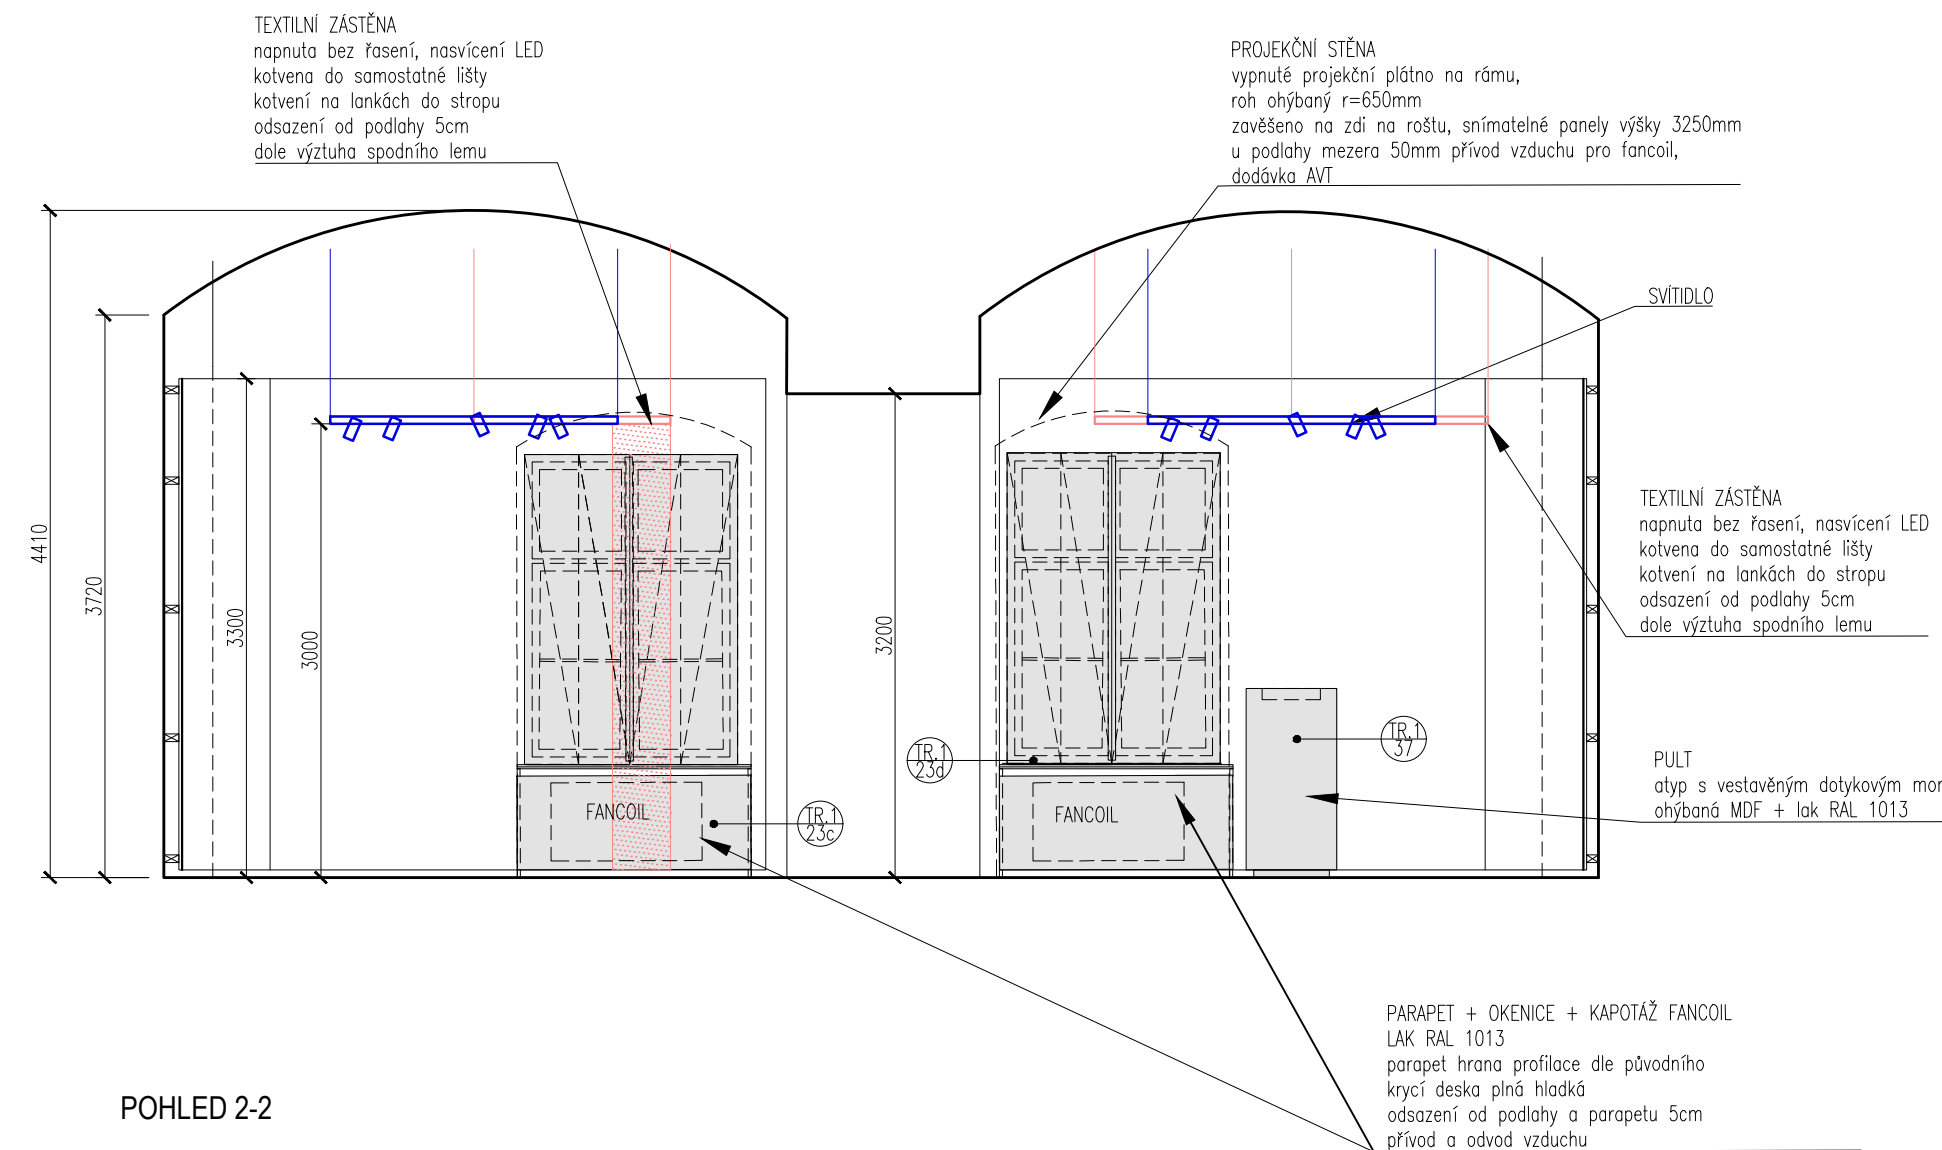 TEXTILNÍ ZÁSTĚNA
napnuta bez řasení, nasvícení LED
kotvena do samostatné lišty
kotvení na lankách do stropu
odsazení od podlahy 5cm
dole výztuha spodního lemu
PROJEKČNÍ STĚNA
vypnuté projekční plátno na rámu,
roh ohýbaný r=650mm
zavěšeno na zdi na roštu, snímatelné panely výšky 3250mm
u podlahy mezera 50mm přívod vzduchu pro fancoil,
dodávka AVT
SVÍTIDLO
4410
3720
3300
3000
3200
TEXTILNÍ ZÁSTĚNA
napnuta bez řasení, nasvícení LED
kotvena do samostatné lišty
kotvení na lankách do stropu
odsazení od podlahy 5cm
dole výztuha spodního lemu
TR.1
37
TR.1
23d
PULT
atyp s vestavěným dotykovým mon
ohýbaná MDF + lak RAL 1013
FANCOIL
TR.1
23c
FANCOIL
PARAPET + OKENICE + KAPOTÁŽ FANCOIL
LAK RAL 1013
parapet hrana profilace dle původního
krycí deska plná hladká
odsazení od podlahy a parapetu 5cm
přívod a odvod vzduchu
POHLED 2-2